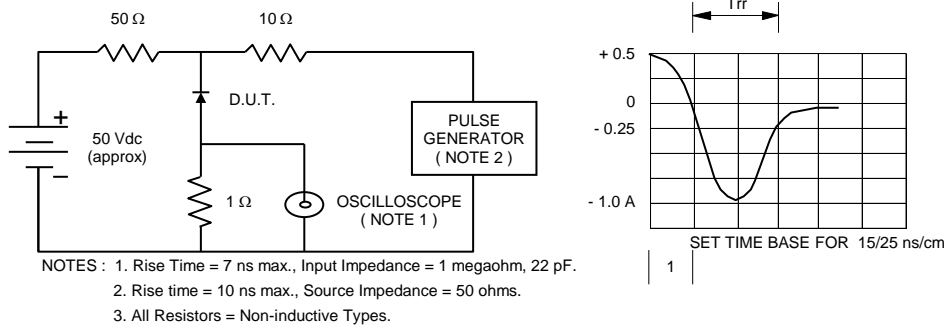 50 Ω
10 Ω
Trr
+ 0.5
0
- 0.25
- 1.0 A
+
50 Vdc
(approx)
−
D.U.T.
PULSE
GENERATOR
( NOTE 2 )
1 Ω
OSCILLOSCOPE
( NOTE 1 )
SET TIME BASE FOR 15/25 ns/cm
1
NOTES : 1. Rise Time = 7 ns max., Input Impedance = 1 megaohm, 22 pF.
2. Rise time = 10 ns max., Source Impedance = 50 ohms.
3. All Resistors = Non-inductive Types.